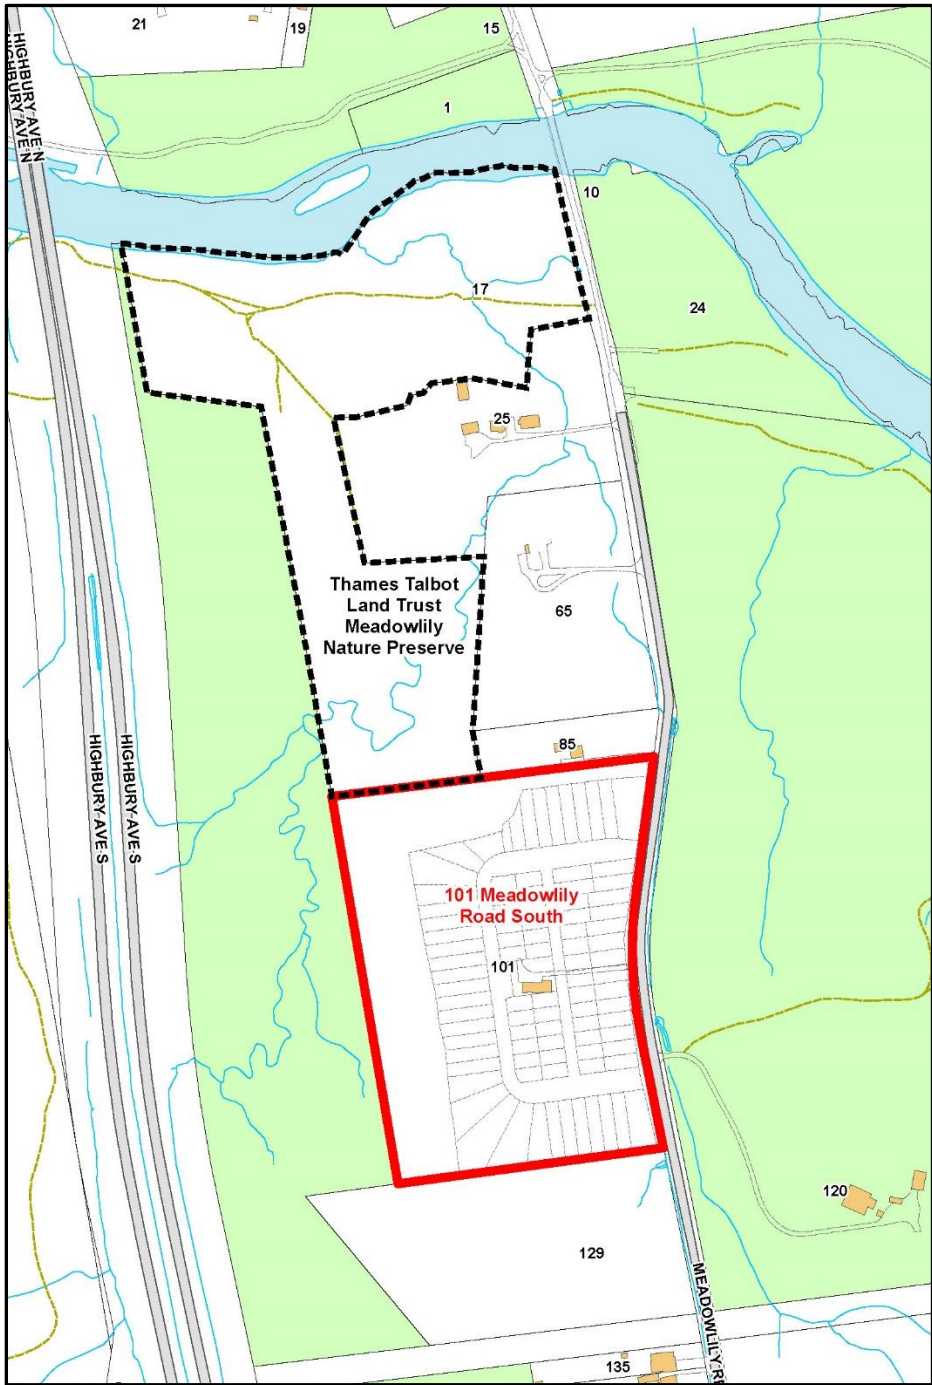 21
19
15
HIGHBURY AVE N
HIGHBURY AVE N
1
10
17
24
25
Thames Talbot
Land Trust
Meadowlily
Nature Preserve
65
85
HIGHBURY AVE S
HIGHBURY AVE S
101 Meadowlily
Road South
101
120
129
MEADOWLILY R
135